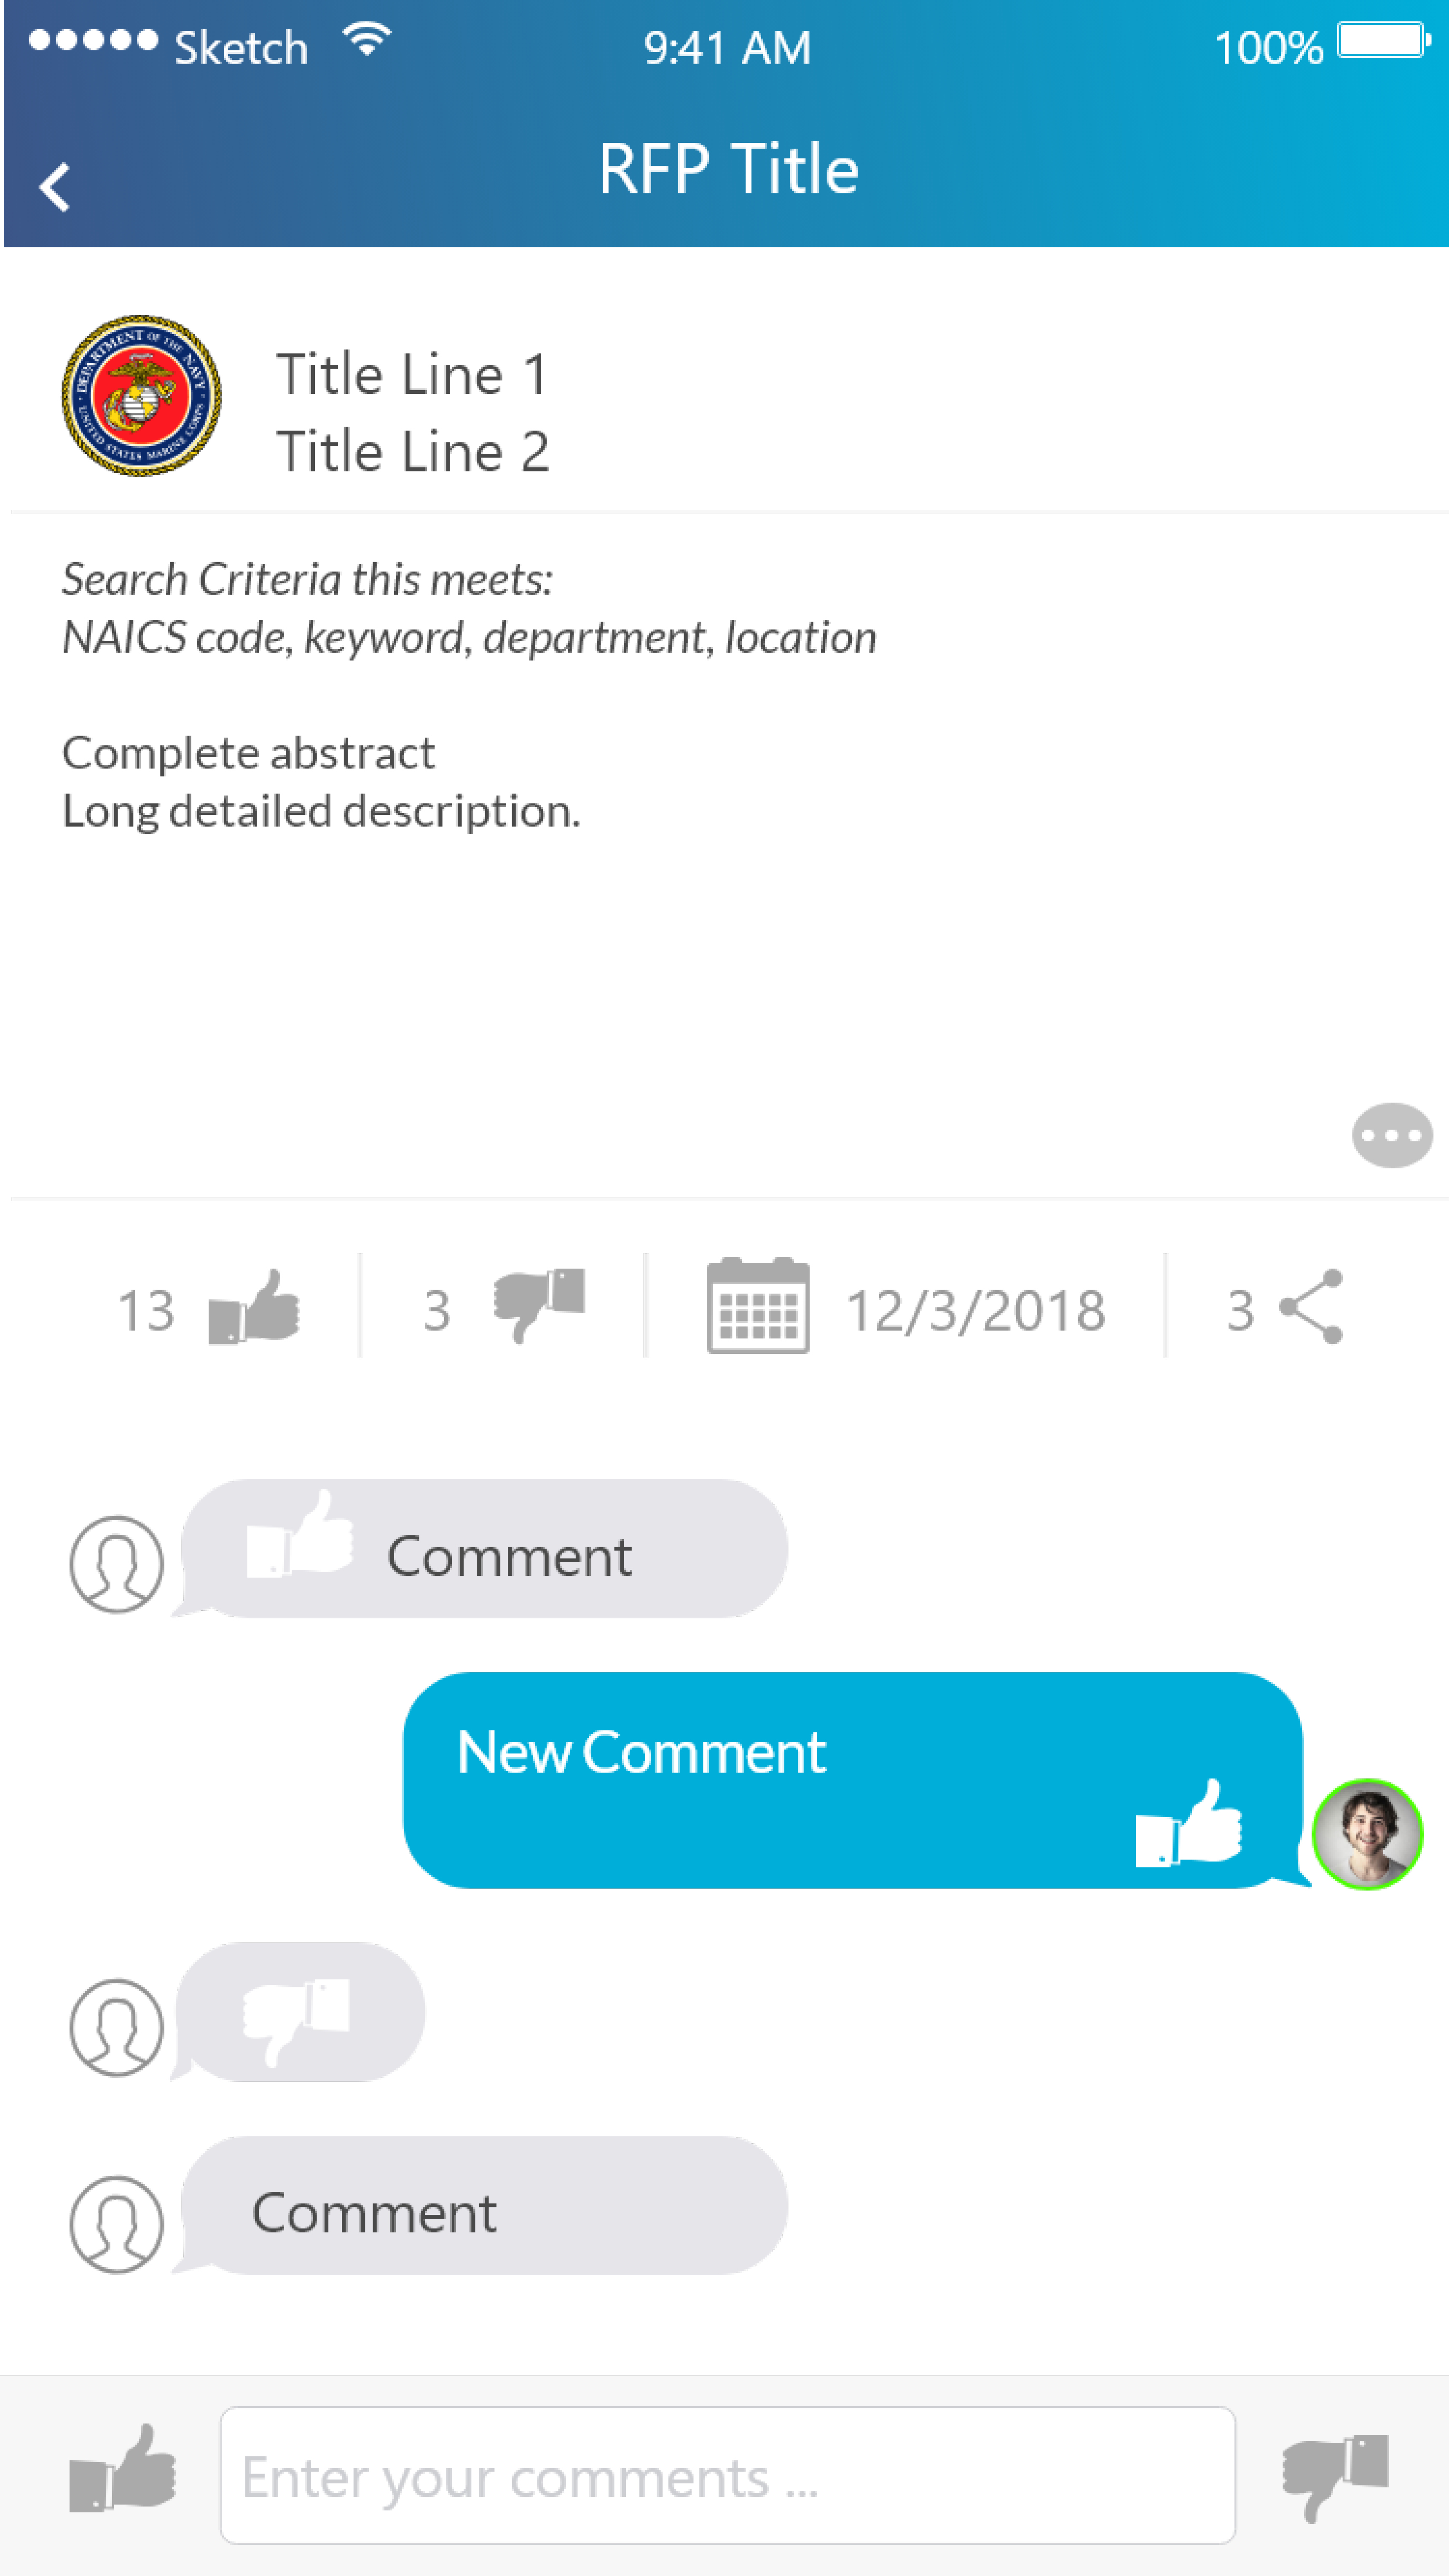 Sketch 9:41 AM 100%
RFP Title
DEPARTMENT OF THE NAVY
UNITED STATES MARINE CORPS
Title Line 1
Title Line 2
Search Criteria this meets:
NAICS code, keyword, department, location
Complete abstract
Long detailed description.
13 3 12/3/2018 3
Comment
New Comment
Comment
Enter your comments ...